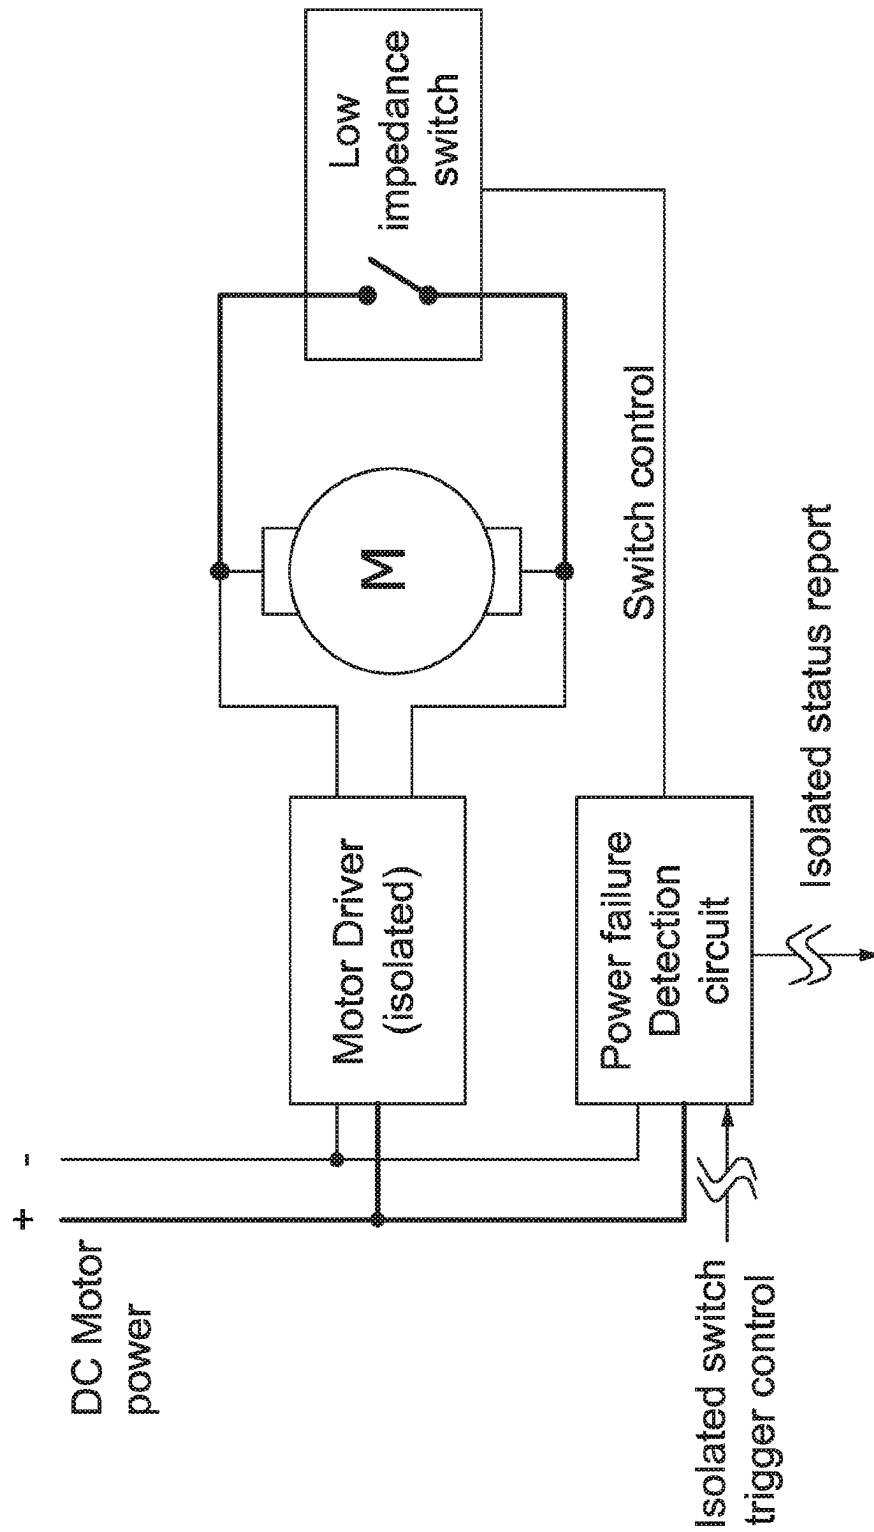 DC Motor
power
+
-
Motor Driver
(isolated)
M
Low
impedance
switch
Switch control
Power failure
Detection
circuit
Isolated switch
trigger control
Isolated status report